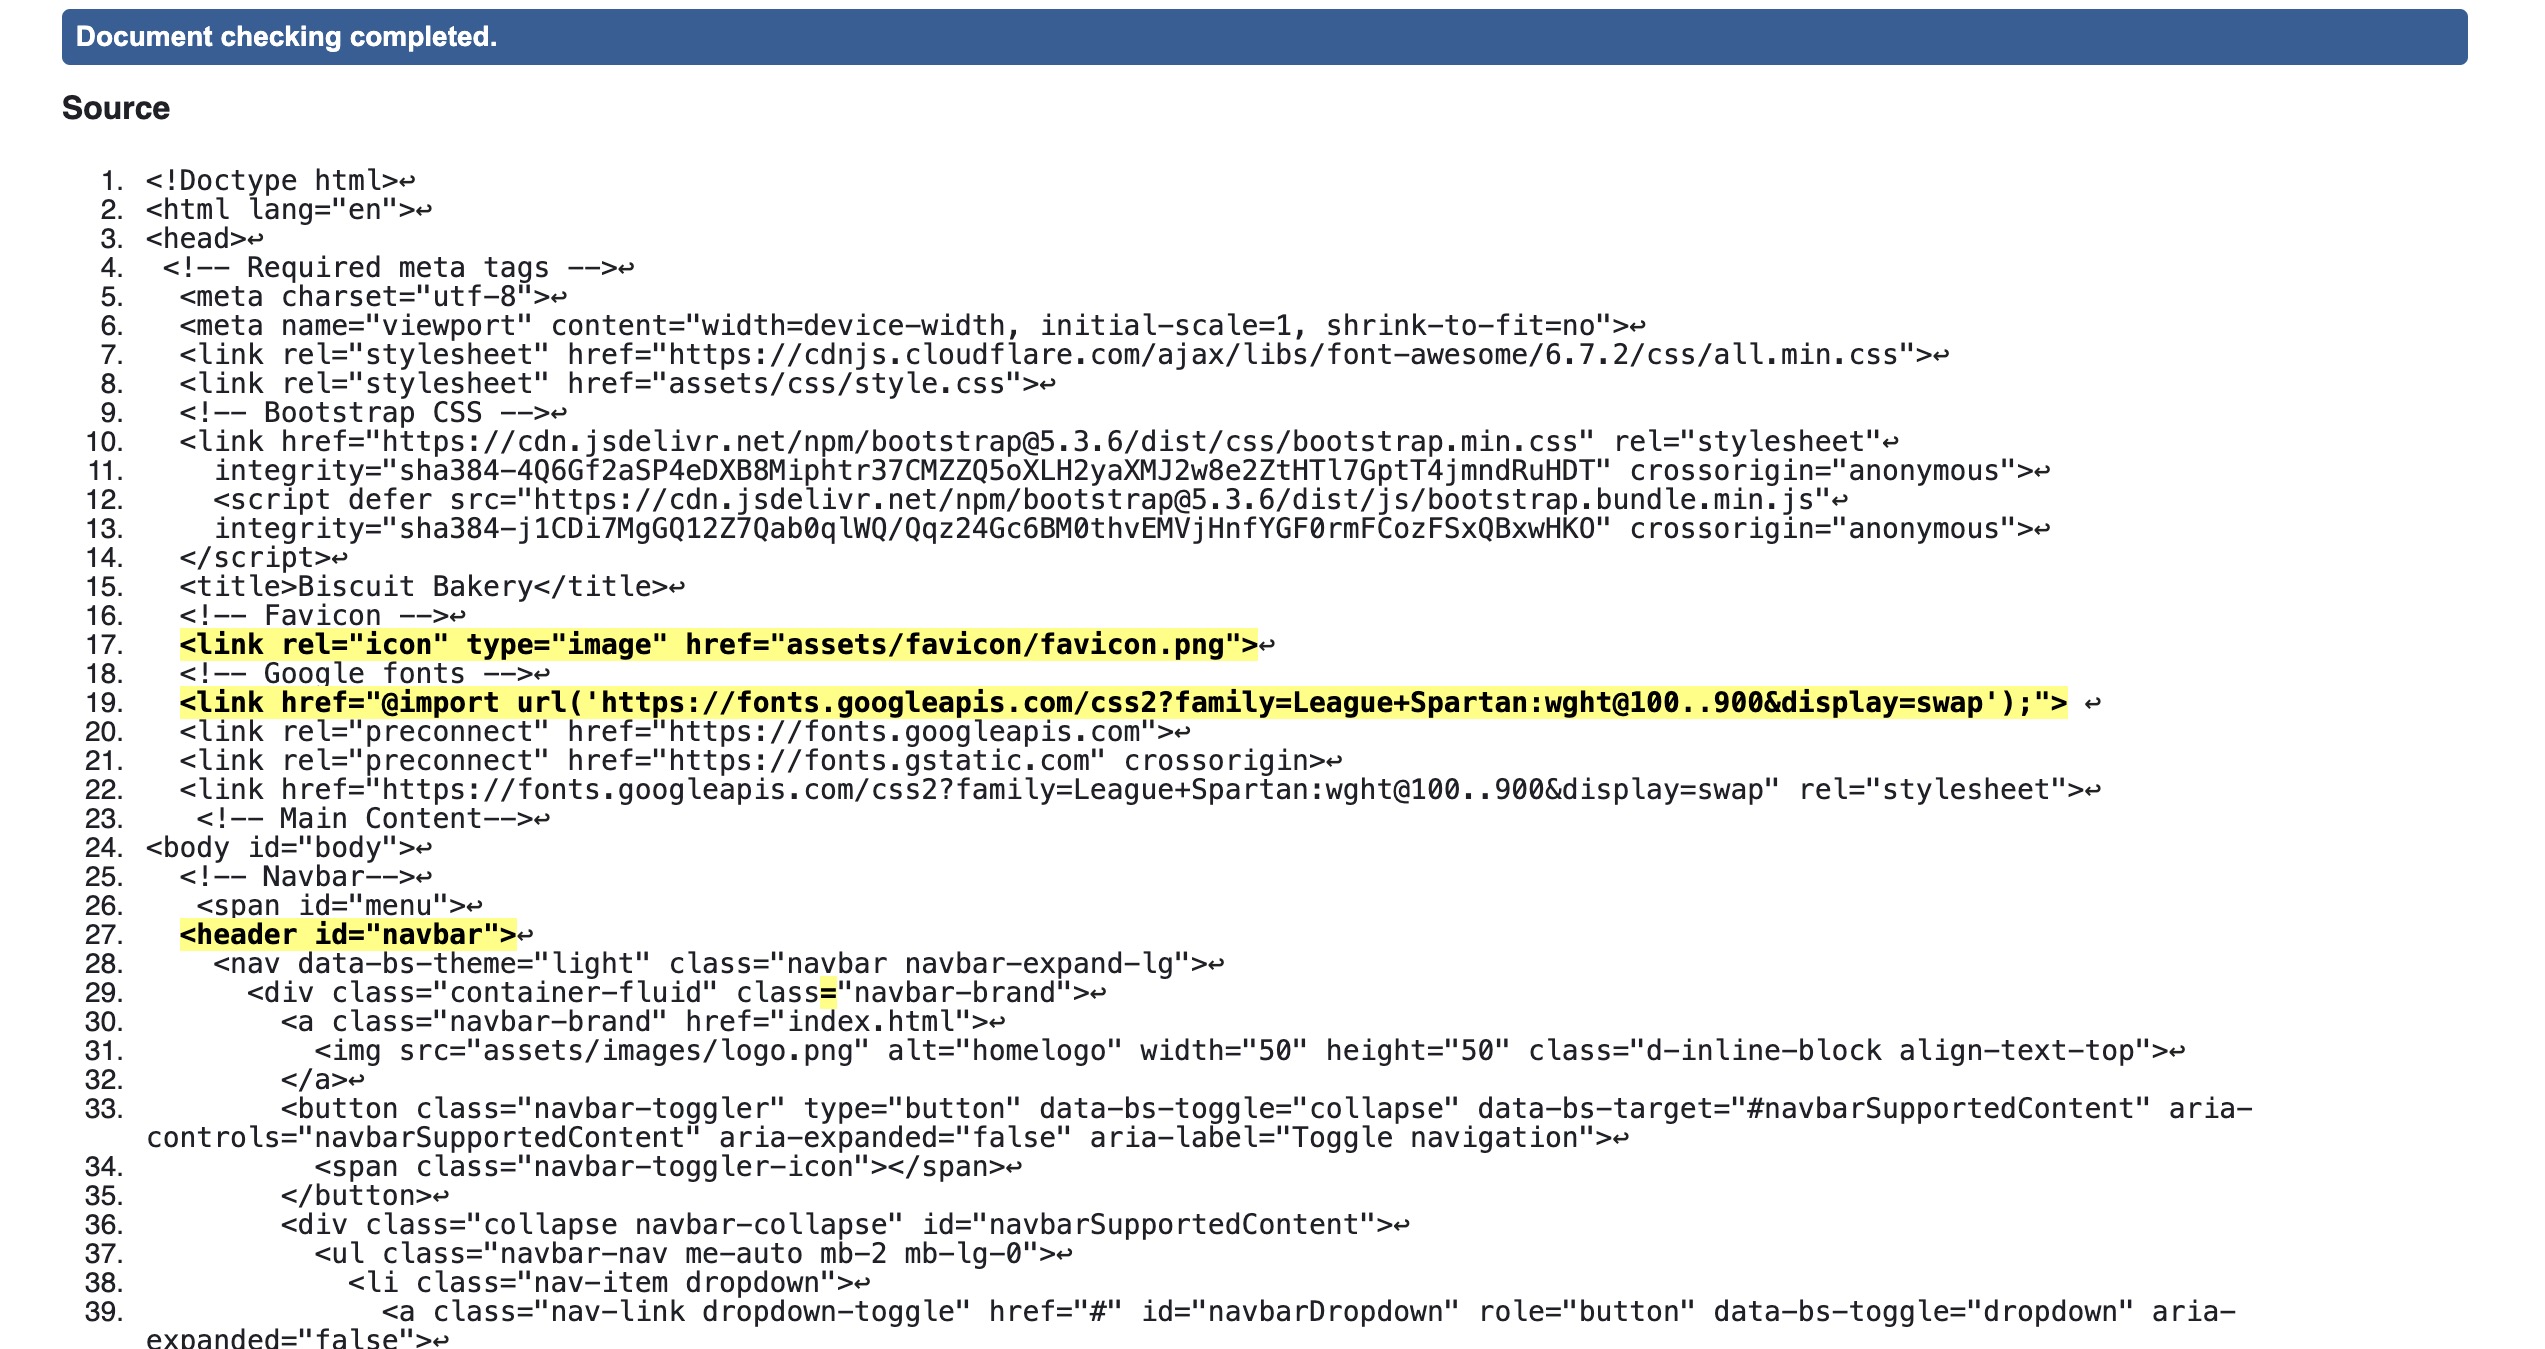 Document checking completed.
Source
1. <!Doctype html>↩
2. <html lang="en">↩
3. <head>↩
4. <!-- Required meta tags -->↩
5. <meta charset="utf-8">↩
6. <meta name="viewport" content="width=device-width, initial-scale=1, shrink-to-fit=no">↩
7. <link rel="stylesheet" href="https://cdnjs.cloudflare.com/ajax/libs/font-awesome/6.7.2/css/all.min.css">↩
8. <link rel="stylesheet" href="assets/css/style.css">↩
9. <!-- Bootstrap CSS -->↩
10. <link href="https://cdn.jsdelivr.net/npm/bootstrap@5.3.6/dist/css/bootstrap.min.css" rel="stylesheet"↩
11. integrity="sha384-4Q6Gf2aSP4eDXB8Miphtr37CMZZQ5oXLH2yaXMJ2w8e2ZtHTl7GptT4jmndRuHDT" crossorigin="anonymous">↩
12. <script defer src="https://cdn.jsdelivr.net/npm/bootstrap@5.3.6/dist/js/bootstrap.bundle.min.js"↩
13. integrity="sha384-j1CDi7MgGQ12Z7Qab0qlWQ/Qqz24Gc6BM0thvEMVjHnfYGF0rmFCozFSxQBxwHKO" crossorigin="anonymous">↩
14. </script>↩
15. <title>Biscuit Bakery</title>↩
16. <!-- Favicon -->↩
17. <link rel="icon" type="image" href="assets/favicon/favicon.png">↩
18. <!-- Google fonts -->↩
19. <link href="@import url('https://fonts.googleapis.com/css2?family=League+Spartan:wght@100..900&display=swap');"> ↩
20. <link rel="preconnect" href="https://fonts.googleapis.com">↩
21. <link rel="preconnect" href="https://fonts.gstatic.com" crossorigin>↩
22. <link href="https://fonts.googleapis.com/css2?family=League+Spartan:wght@100..900&display=swap" rel="stylesheet">↩
23. <!-- Main Content-->↩
24. <body id="body">↩
25. <!-- Navbar-->↩
26. <span id="menu">↩
27. <header id="navbar">↩
28. <nav data-bs-theme="light" class="navbar navbar-expand-lg">↩
29. <div class="container-fluid" class="navbar-brand">↩
30. <a class="navbar-brand" href="index.html">↩
31. <img src="assets/images/logo.png" alt="homelogo" width="50" height="50" class="d-inline-block align-text-top">↩
32. </a>↩
33. <button class="navbar-toggler" type="button" data-bs-toggle="collapse" data-bs-target="#navbarSupportedContent" aria-
controls="navbarSupportedContent" aria-expanded="false" aria-label="Toggle navigation">↩
34. <span class="navbar-toggler-icon"></span>↩
35. </button>↩
36. <div class="collapse navbar-collapse" id="navbarSupportedContent">↩
37. <ul class="navbar-nav me-auto mb-2 mb-lg-0">↩
38. <li class="nav-item dropdown">↩
39. <a class="nav-link dropdown-toggle" href="#" id="navbarDropdown" role="button" data-bs-toggle="dropdown" aria-
expanded="false">↩